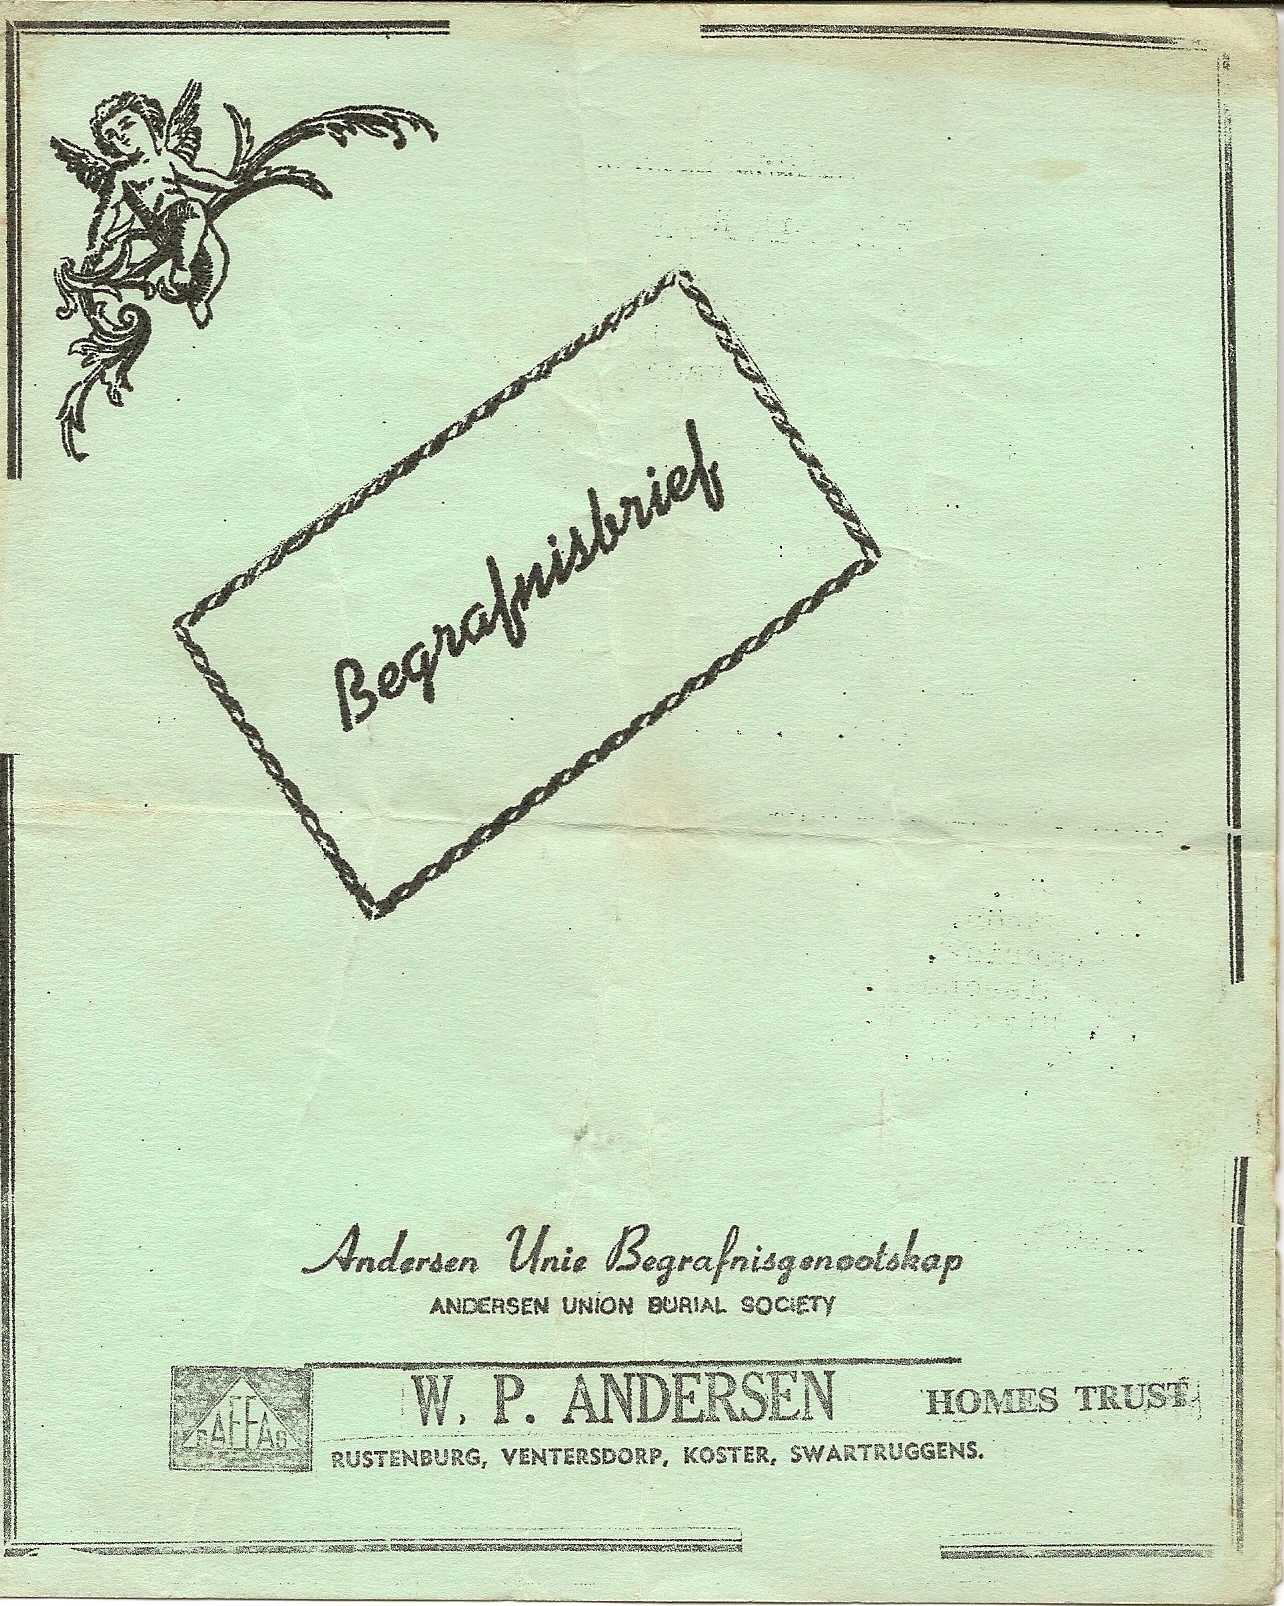 Begrafnisbrief
Andersen Unie Begrafnisgenootskap
ANDERSEN UNION BURIAL SOCIETY
W. P. ANDERSEN
HOMES TRUST
RUSTENBURG, VENTERSDORP, KOSTER, SWARTRUGGENS.